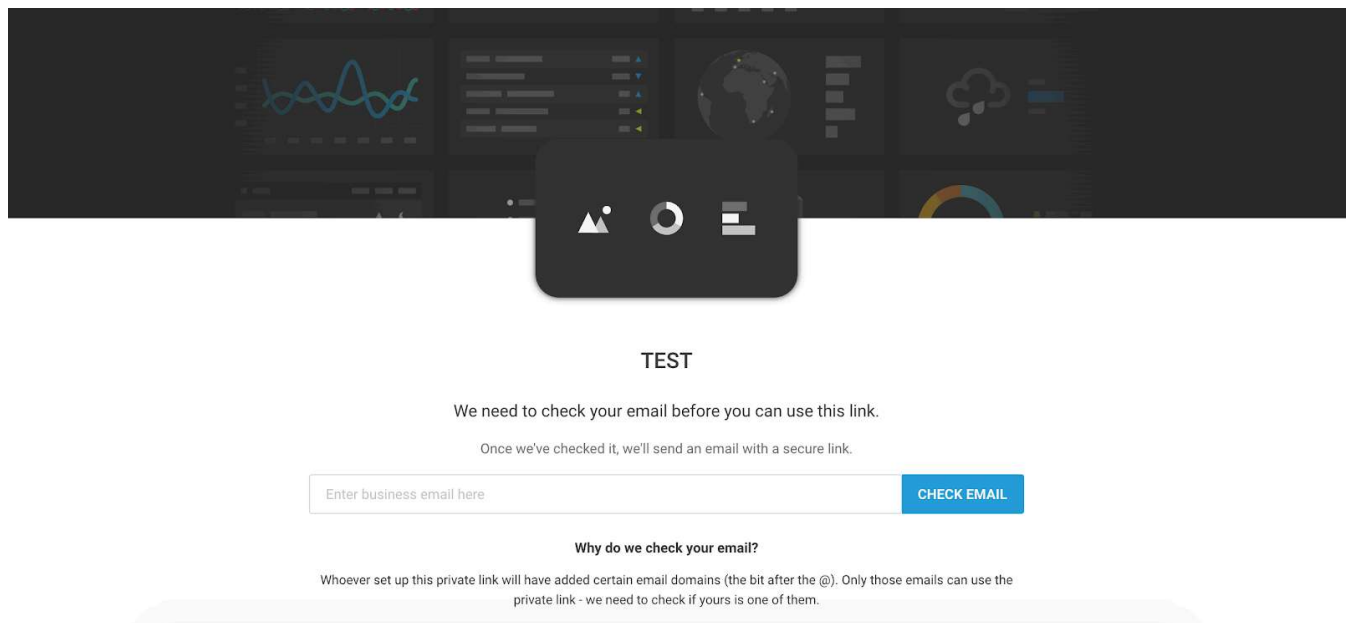 TEST
We need to check your email before you can use this link.
Once we've checked it, we'll send an email with a secure link.
Enter business email here
CHECK EMAIL
Why do we check your email?
Whoever set up this private link will have added certain email domains (the bit after the @). Only those emails can use the
private link - we need to check if yours is one of them.